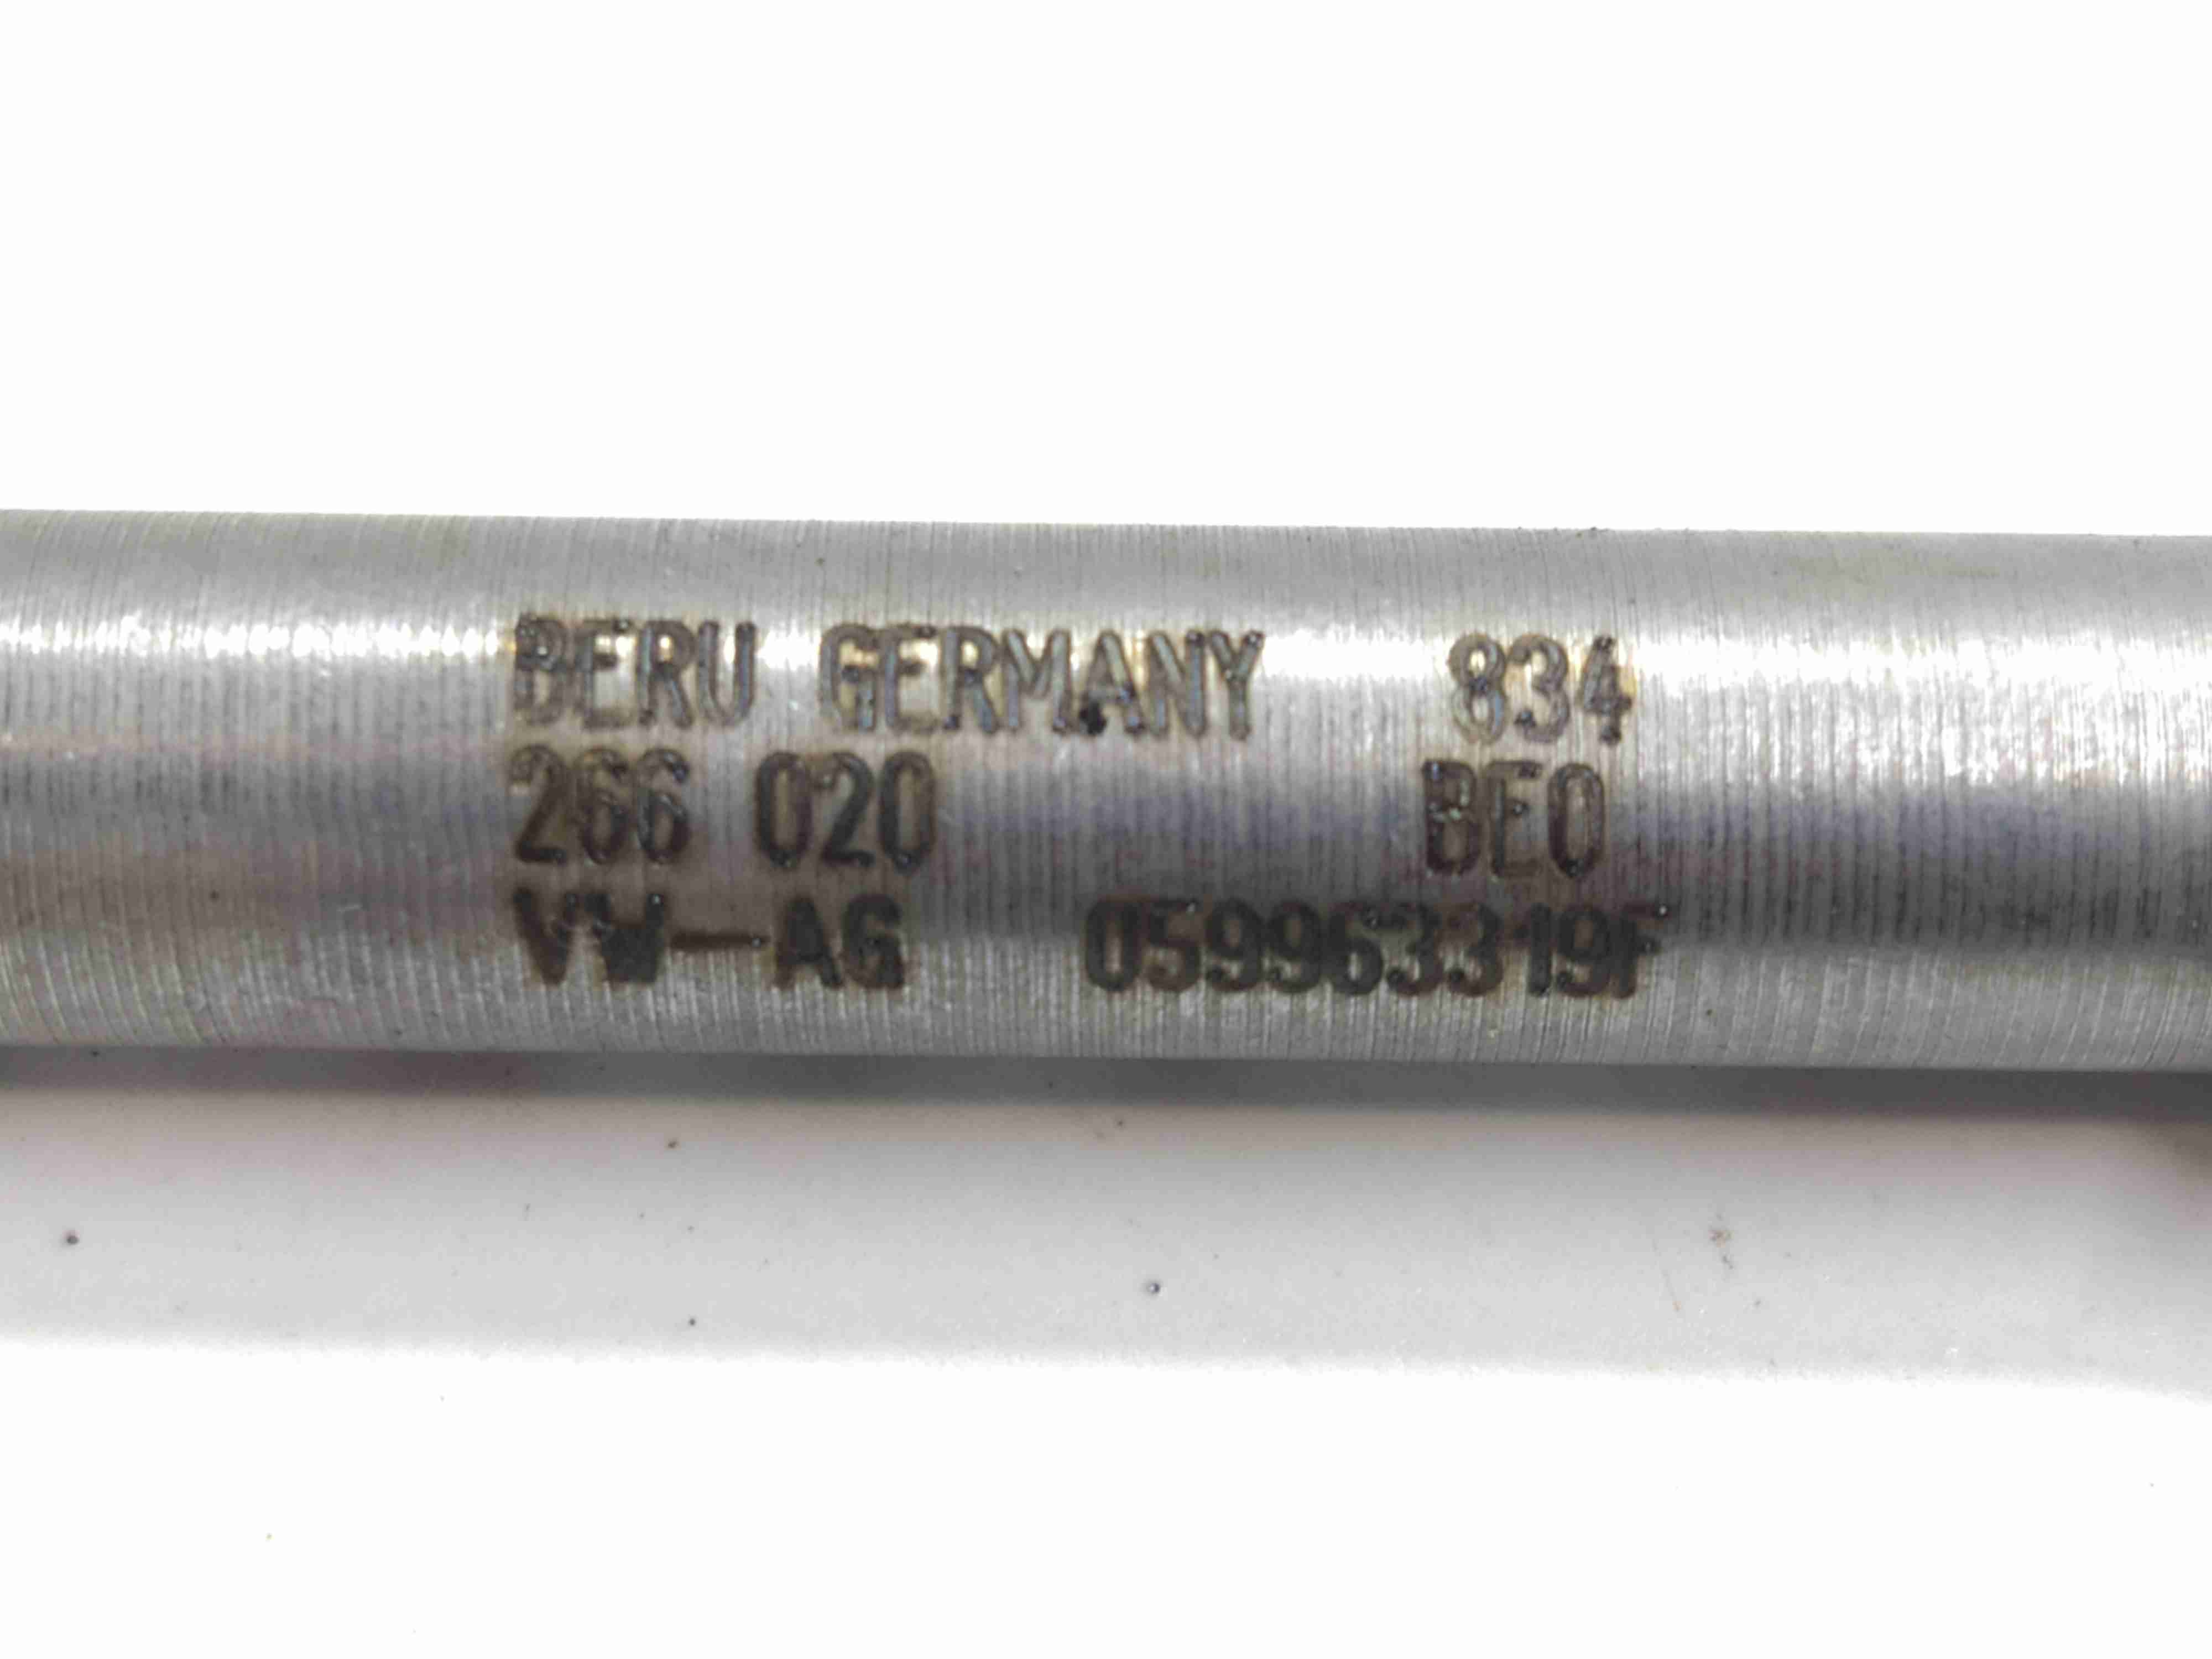 BERU GERMANY 834
266 020 BE0
VW-AG 059963319F